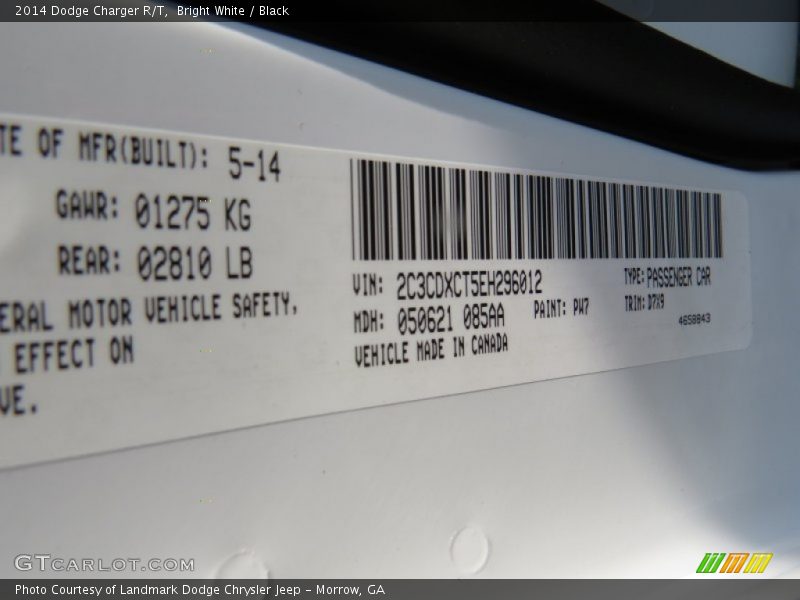 2014 Dodge Charger R/T, Bright White / Black
TE OF MFR(BUILT): 5-14
GAWR: 01275 KG
REAR: 02810 LB
ERAL MOTOR VEHICLE SAFETY,
EFFECT ON
VE.
VIN: 2C3CDXCT5EH296012
TYPE: PASSENGER CAR
MDH: 050621 085AA
PAINT: PW7
TRIM: D7X9
VEHICLE MADE IN CANADA
4658843
GTCARLOT.COM
Photo Courtesy of Landmark Dodge Chrysler Jeep - Morrow, GA